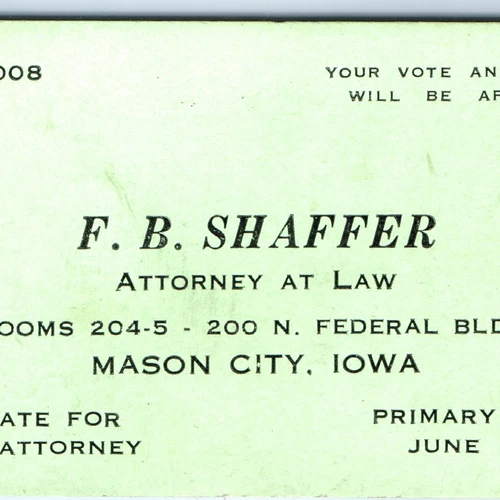 008
YOUR VOTE AN
WILL BE AP
F. B. SHAFFER
ATTORNEY AT LAW
OOMS 204-5 - 200 N. FEDERAL BLD
MASON CITY, IOWA
ATE FOR
ATTORNEY
PRIMARY
JUNE